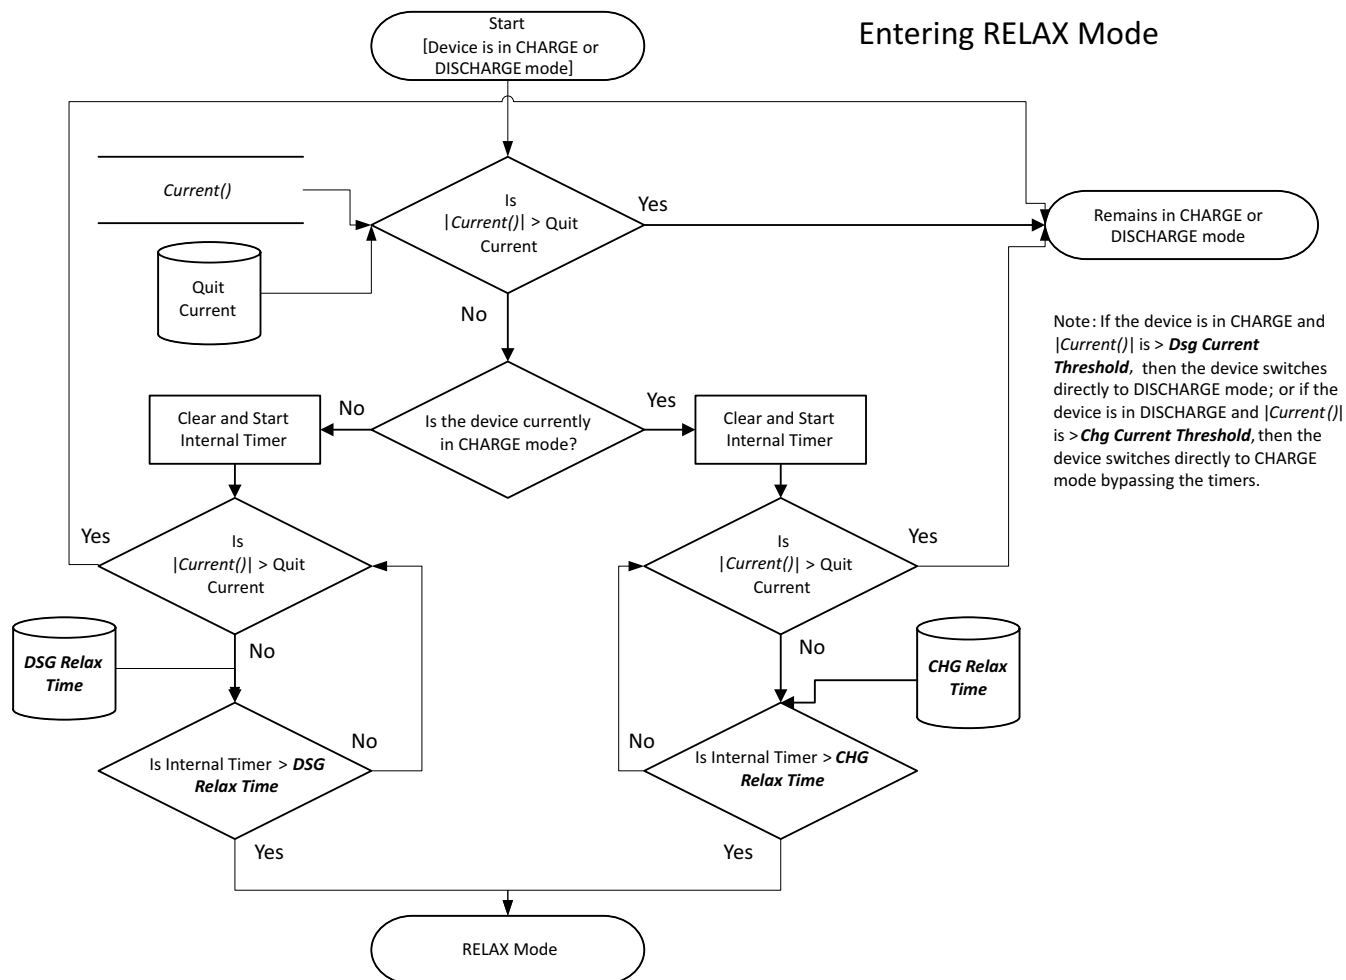 Start
[Device is in CHARGE or
DISCHARGE mode]
Entering RELAX Mode
Current()
Is
|Current()| > Quit
Current
Yes
Remains in CHARGE or
DISCHARGE mode
Quit
Current
No
Note: If the device is in CHARGE and
|Current()| is > Dsg Current
Threshold, then the device switches
directly to DISCHARGE mode; or if the
device is in DISCHARGE and |Current()|
is > Chg Current Threshold, then the
device switches directly to CHARGE
mode bypassing the timers.
Clear and Start
Internal Timer
No
Is the device currently
in CHARGE mode?
Yes
Clear and Start
Internal Timer
Yes
Is
|Current()| > Quit
Current
Is
|Current()| > Quit
Current
Yes
DSG Relax
Time
No
No
CHG Relax
Time
Is Internal Timer > DSG
Relax Time
No
No
Is Internal Timer > CHG
Relax Time
Yes
Yes
RELAX Mode